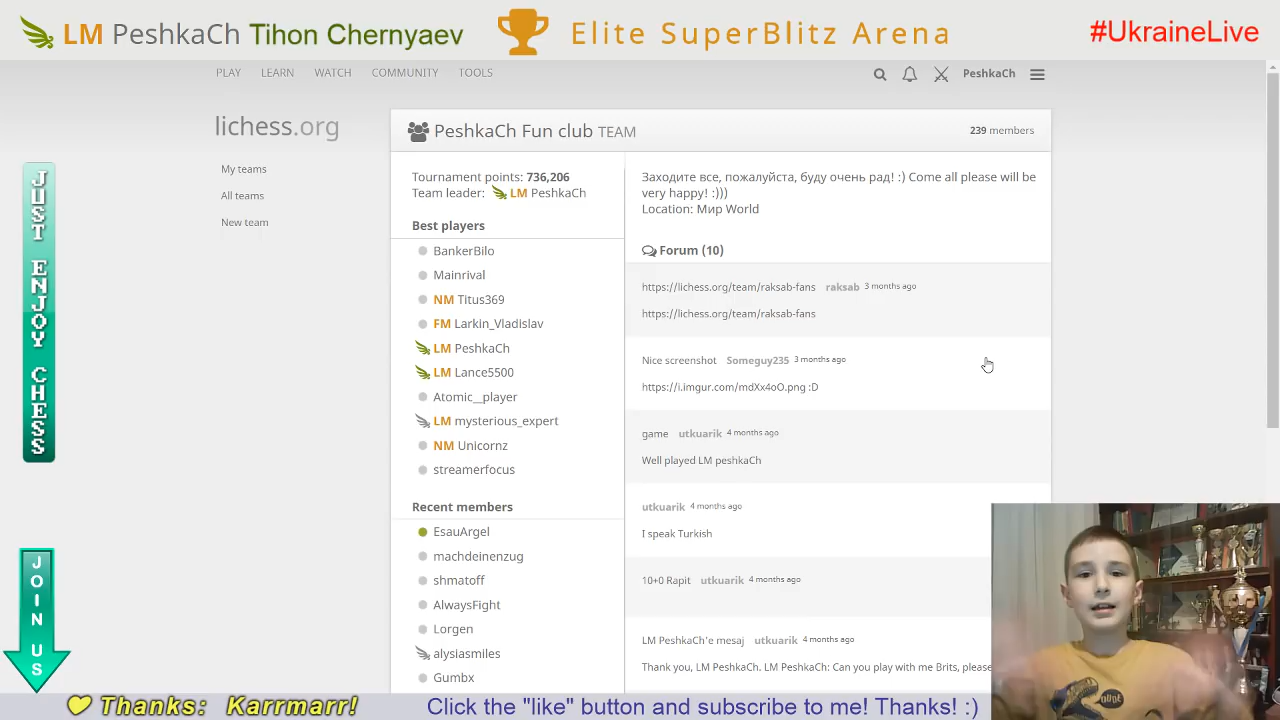 LM PeshkaCh Tihon Chernyaev
Elite SuperBlitz Arena
#UkraineLive
PLAY LEARN WATCH COMMUNITY TOOLS
PeshkaCh
lichess.org
My teams
All teams
New team
JUST ENJOY CHESS
JOIN US
PeshkaCh Fun club TEAM
239 members
Tournament points: 736,206
Team leader: LM PeshkaCh
Best players
BankerBilo
Mainrival
NM Titus369
FM Larkin_Vladislav
LM PeshkaCh
LM Lance5500
Atomic__player
LM mysterious_expert
NM Unicornz
streamerfocus
Recent members
EsauArgel
machdeinenzug
shmatoff
AlwaysFight
Lorgen
alysiasmiles
Gumbx
Заходите все, пожалуйста, буду очень рад! :) Come all please will be
very happy! :)))
Location: Мир World
Forum (10)
https://lichess.org/team/raksab-fans raksab 3 months ago
https://lichess.org/team/raksab-fans
Nice screenshot Someguy235 3 months ago
https://i.imgur.com/mdXx4oO.png :D
game utkuarik 4 months ago
Well played LM peshkaCh
utkuarik 4 months ago
I speak Turkish
10+0 Rapit utkuarik 4 months ago
LM PeshkaCh'e mesaj utkuarik 4 months ago
Thank you, LM PeshkaCh. LM PeshkaCh: Can you play with me Brits, please
Thanks: Karrmarr!
Click the "like" button and subscribe to me! Thanks! :)